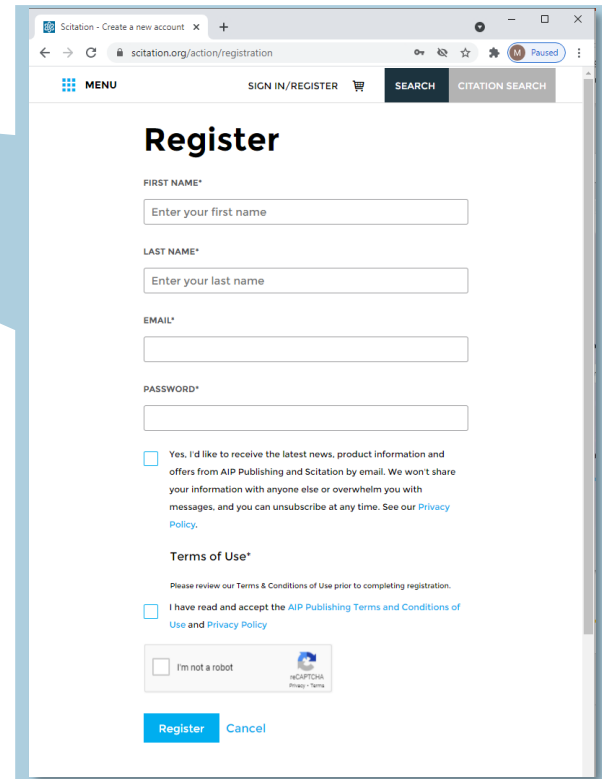 Scitation - Create a new account
scitation.org/action/registration
M Paused
MENU
SIGN IN/REGISTER
SEARCH
CITATION SEARCH
Register
FIRST NAME*
Enter your first name
LAST NAME*
Enter your last name
EMAIL*
PASSWORD*
Yes, I'd like to receive the latest news, product information and
offers from AIP Publishing and Scitation by email. We won't share
your information with anyone else or overwhelm you with
messages, and you can unsubscribe at any time. See our Privacy
Policy.
Terms of Use*
Please review our Terms & Conditions of Use prior to completing registration.
I have read and accept the AIP Publishing Terms and Conditions of
Use and Privacy Policy
I'm not a robot
reCAPTCHA
Privacy - Terms
Register
Cancel